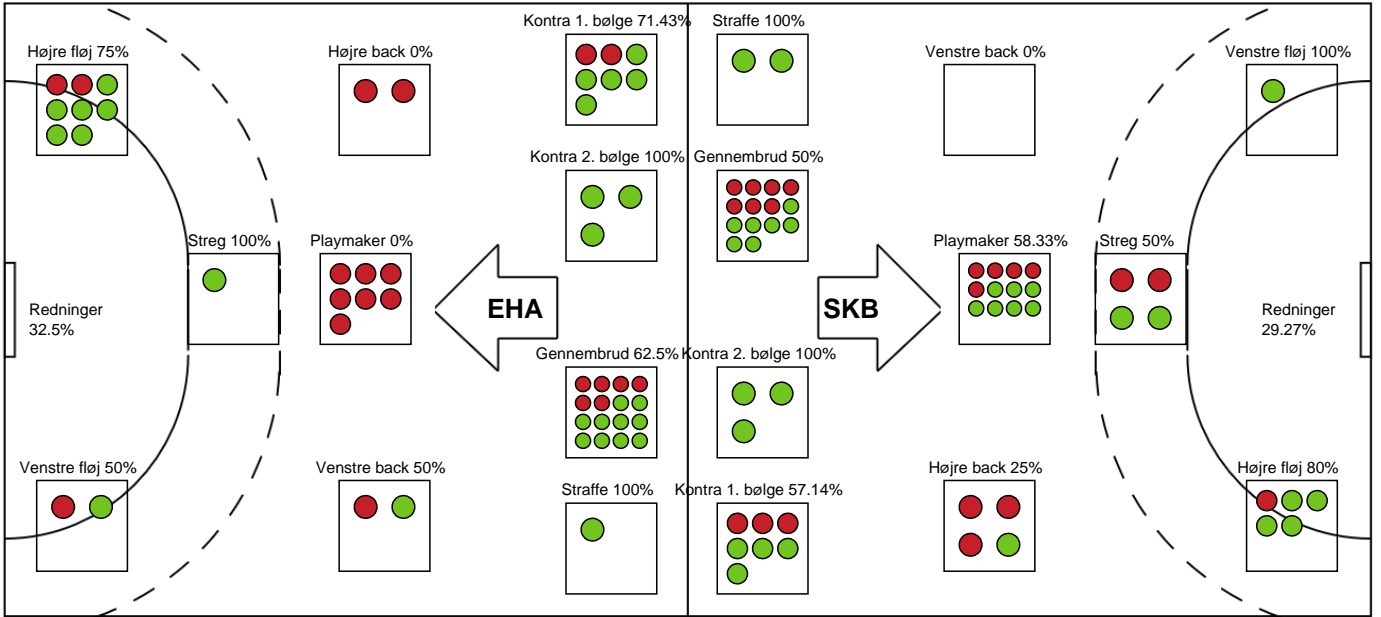 Kontra 1. bølge 71.43%
Straffe 100%
Højre fløj 75%
Højre back 0%
Venstre back 0%
Venstre fløj 100%
Kontra 2. bølge 100%
Gennembrud 50%
Streg 100%
Playmaker 0%
Playmaker 58.33%
Streg 50%
Redninger
32.5%
EHA
SKB
Redninger
29.27%
Gennembrud 62.5%
Kontra 2. bølge 100%
Venstre fløj 50%
Venstre back 50%
Straffe 100%
Kontra 1. bølge 57.14%
Højre back 25%
Højre fløj 80%